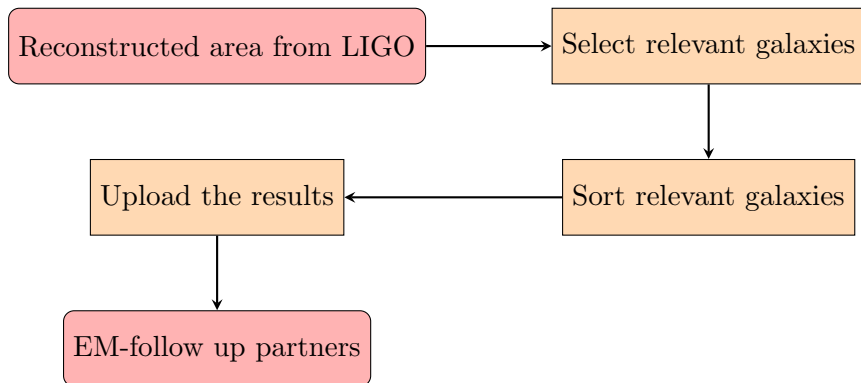 Reconstructed area from LIGO
Select relevant galaxies
Sort relevant galaxies
Upload the results
EM-follow up partners